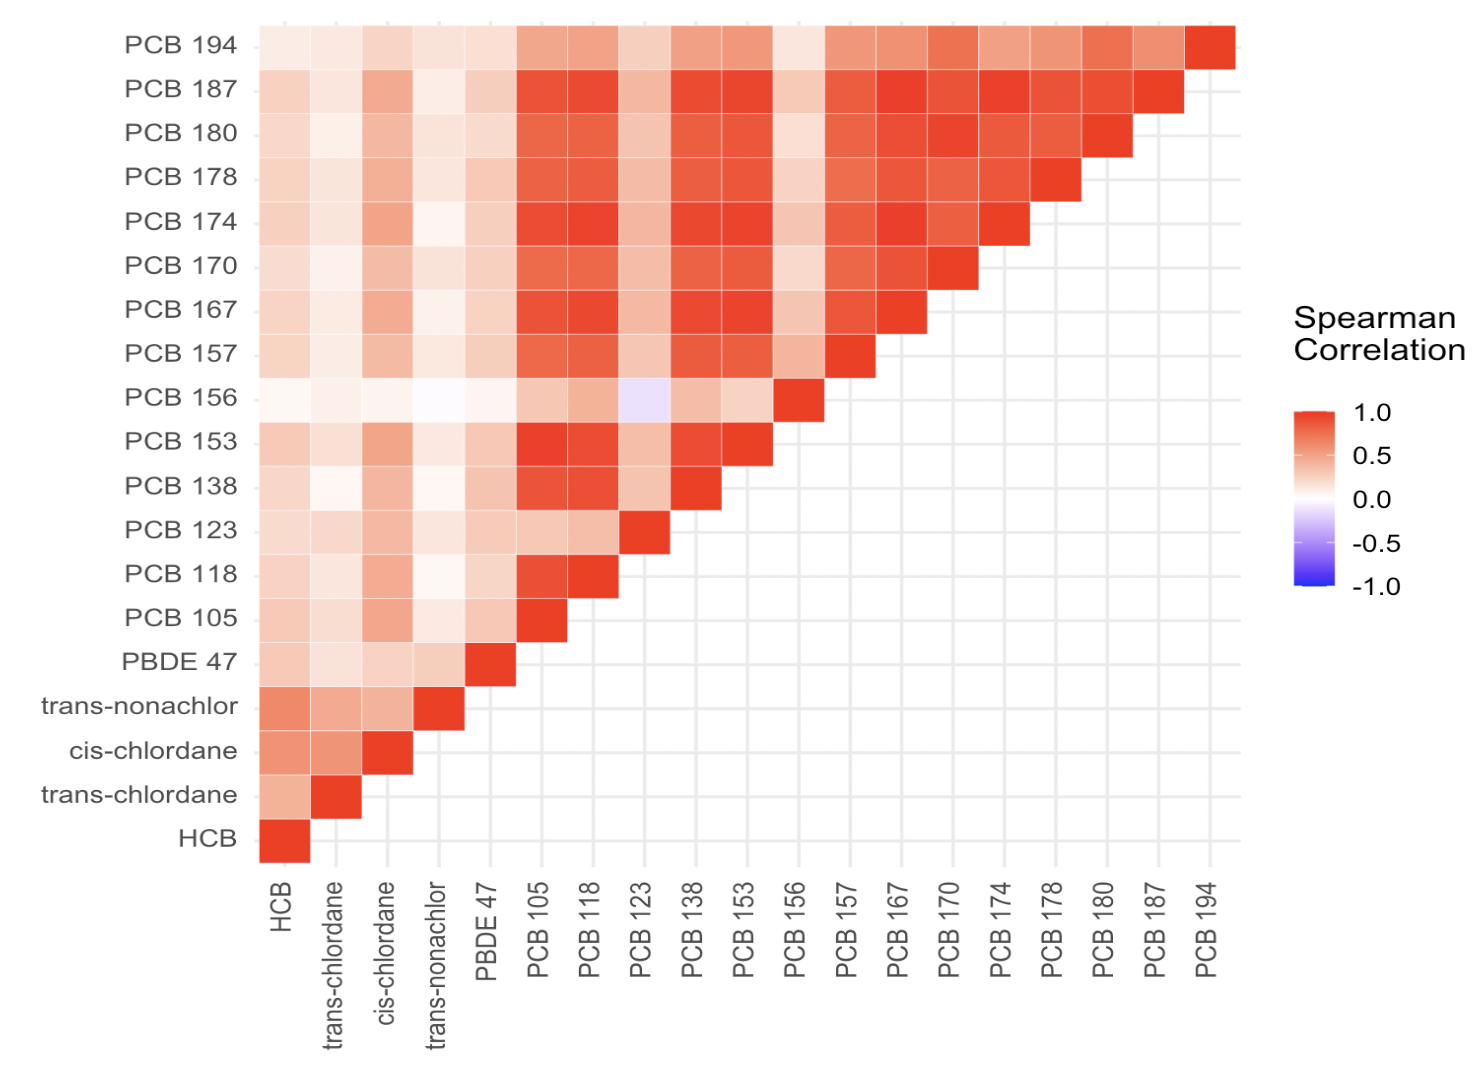 PCB 194
PCB 187
PCB 180
PCB 178
PCB 174
PCB 170
PCB 167
PCB 157
PCB 156
PCB 153
PCB 138
PCB 123
PCB 118
PCB 105
PBDE 47
trans-nonachlor
cis-chlordane
trans-chlordane
HCB
HCB
trans-chlordane
cis-chlordane
trans-nonachlor
PBDE 47
PCB 105
PCB 118
PCB 123
PCB 138
PCB 153
PCB 156
PCB 157
PCB 167
PCB 170
PCB 174
PCB 178
PCB 180
PCB 187
PCB 194
Spearman
Correlation
1.0
0.5
0.0
-0.5
-1.0